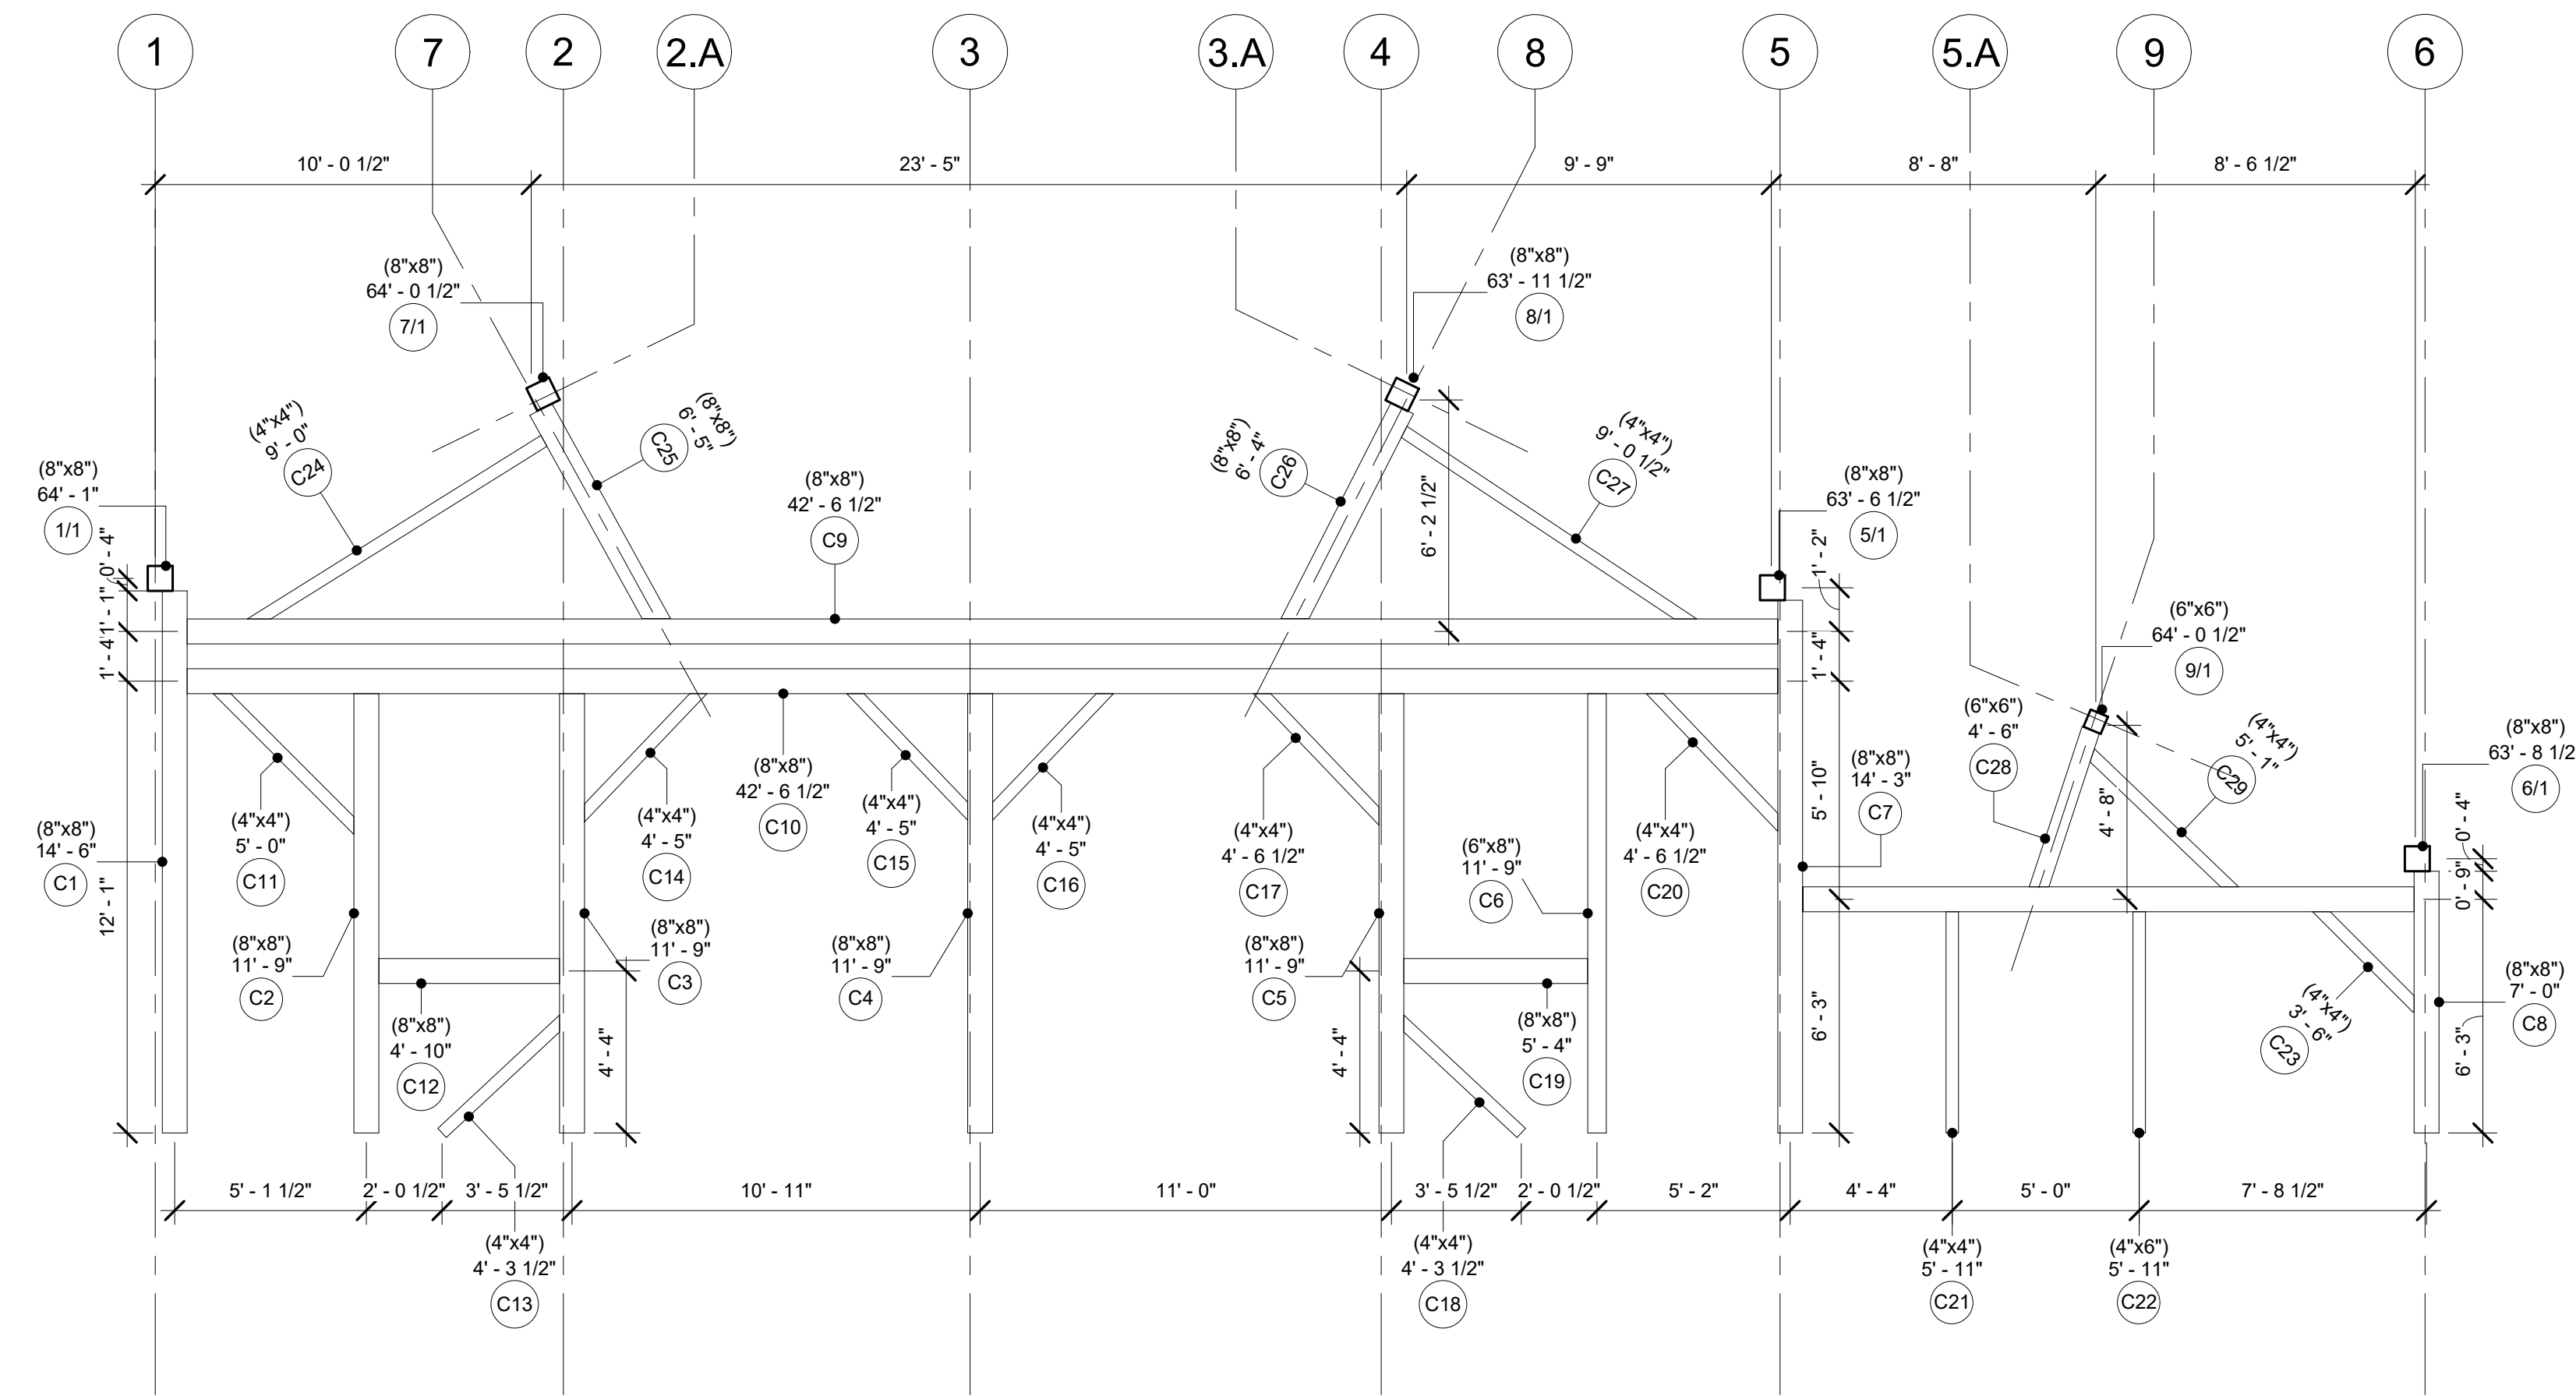 1
7
2
2.A
3
3.A
4
8
5
5.A
9
6
10' - 0 1/2"
23' - 5"
9' - 9"
8' - 8"
8' - 6 1/2"
(8"x8")
64' - 0 1/2"
7/1
(8"x8")
63' - 11 1/2"
8/1
(4"x4")
9' - 0"
C24
(8"x8")
6' - 5"
C25
(8"x8")
6' - 4"
C26
(4"x4")
9' - 0 1/2"
C27
6' - 2 1/2"
(8"x8")
64' - 1"
1/1
0' - 4"
1' - 1"
1' - 4"
12' - 1"
(8"x8")
42' - 6 1/2"
C9
(8"x8")
63' - 6 1/2"
5/1
1' - 2"
1' - 4"
5' - 10"
6' - 3"
(6"x6")
64' - 0 1/2"
9/1
(6"x6")
4' - 6"
C28
(4"x4")
5' - 1"
C29
4' - 8"
(8"x8")
63' - 8 1/2
6/1
0' - 4"
0' - 9"
6' - 3"
(8"x8")
14' - 6"
C1
(4"x4")
5' - 0"
C11
(8"x8")
11' - 9"
C2
(8"x8")
4' - 10"
C12
(4"x4")
4' - 5"
C14
(8"x8")
11' - 9"
C3
4' - 4"
(8"x8")
42' - 6 1/2"
C10
(4"x4")
4' - 5"
C15
(8"x8")
11' - 9"
C4
(4"x4")
4' - 5"
C16
(4"x4")
4' - 6 1/2"
C17
(8"x8")
11' - 9"
C5
4' - 4"
(6"x8")
11' - 9"
C6
(8"x8")
5' - 4"
C19
(4"x4")
4' - 6 1/2"
C20
(8"x8")
14' - 3"
C7
(4"x4")
3' - 6"
C23
(8"x8")
7' - 0"
C8
5' - 1 1/2"
2' - 0 1/2"
3' - 5 1/2"
10' - 11"
11' - 0"
3' - 5 1/2"
2' - 0 1/2"
5' - 2"
4' - 4"
5' - 0"
7' - 8 1/2"
(4"x4")
4' - 3 1/2"
C13
(4"x4")
4' - 3 1/2"
C18
(4"x4")
5' - 11"
C21
(4"x6")
5' - 11"
C22